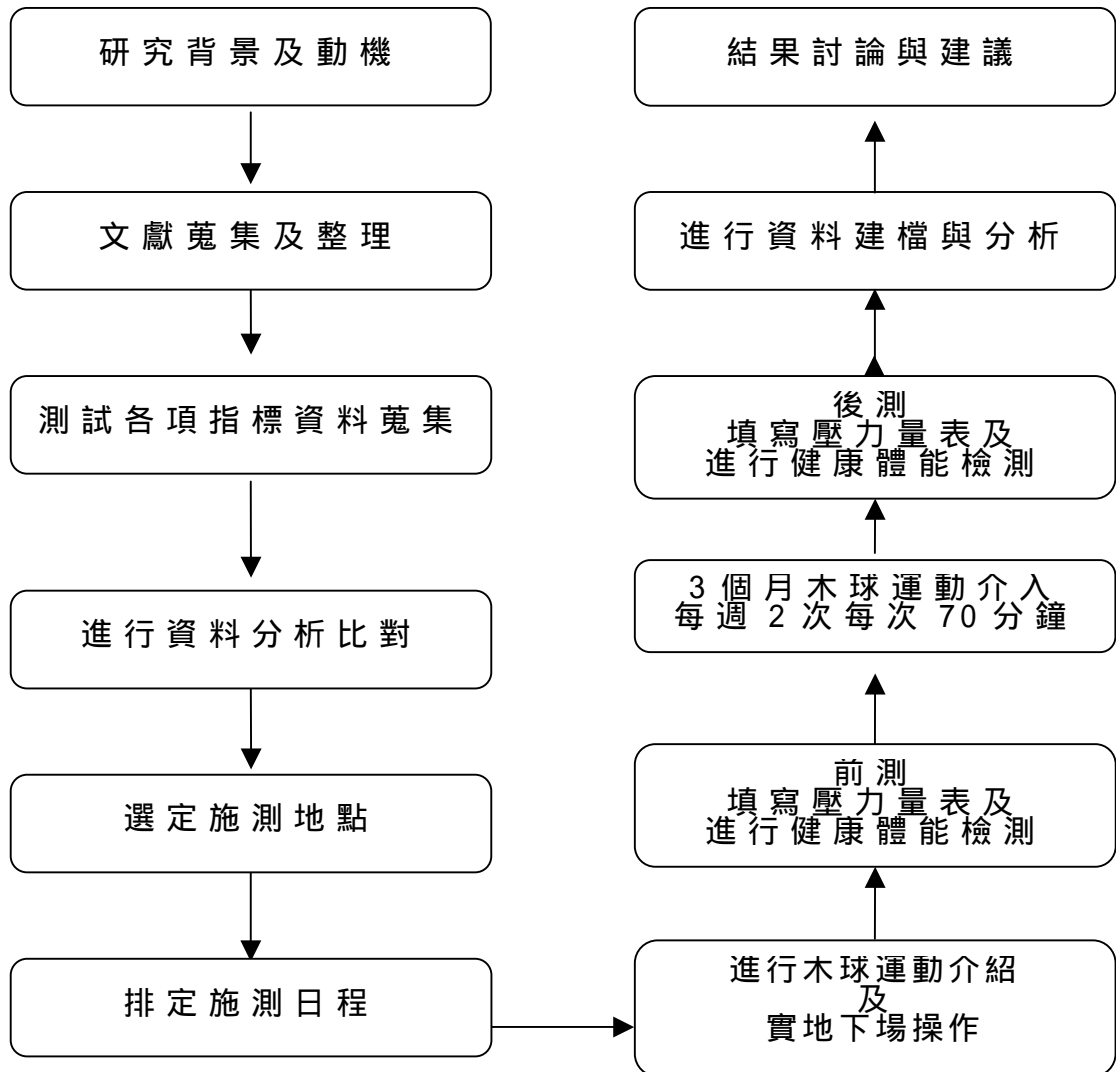 研究背景及動機
文獻蒐集及整理
測試各項指標資料蒐集
進行資料分析比對
選定施測地點
排定施測日程
進行木球運動介紹
及
實地下場操作
前測
填寫壓力量表及
進行健康體能檢測
3個月木球運動介入
每週2次每次70分鐘
後測
填寫壓力量表及
進行健康體能檢測
進行資料建檔與分析
結果討論與建議